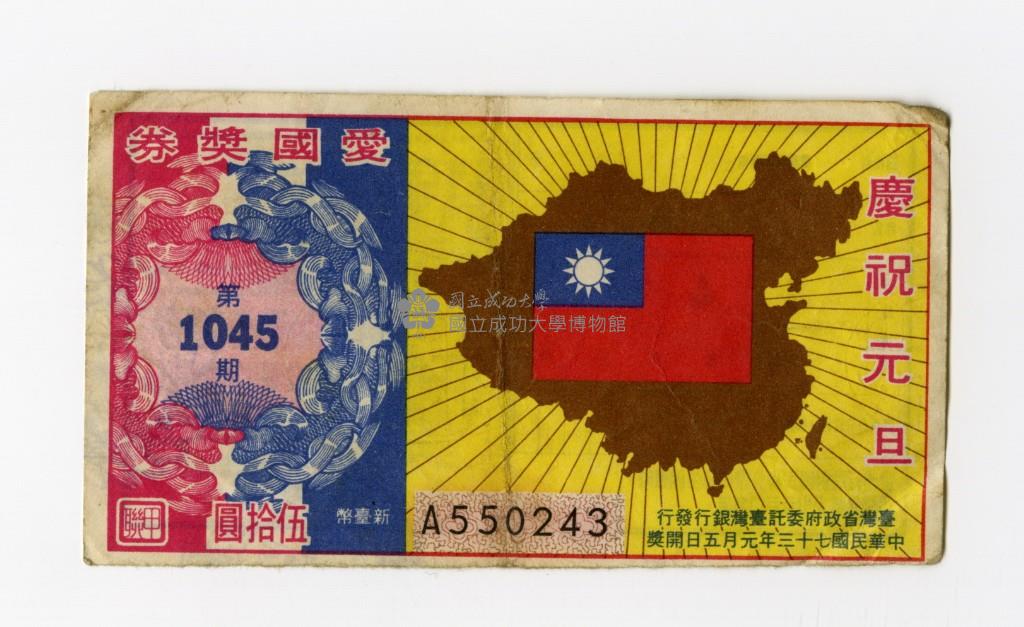 愛國獎券
第
1045
期
甲聯
新臺幣
伍拾圓
慶祝元旦
國立成功大學
國立成功大學博物館
A550243
臺灣省政府委託臺灣銀行發行
中華民國七十三年元月五日開獎